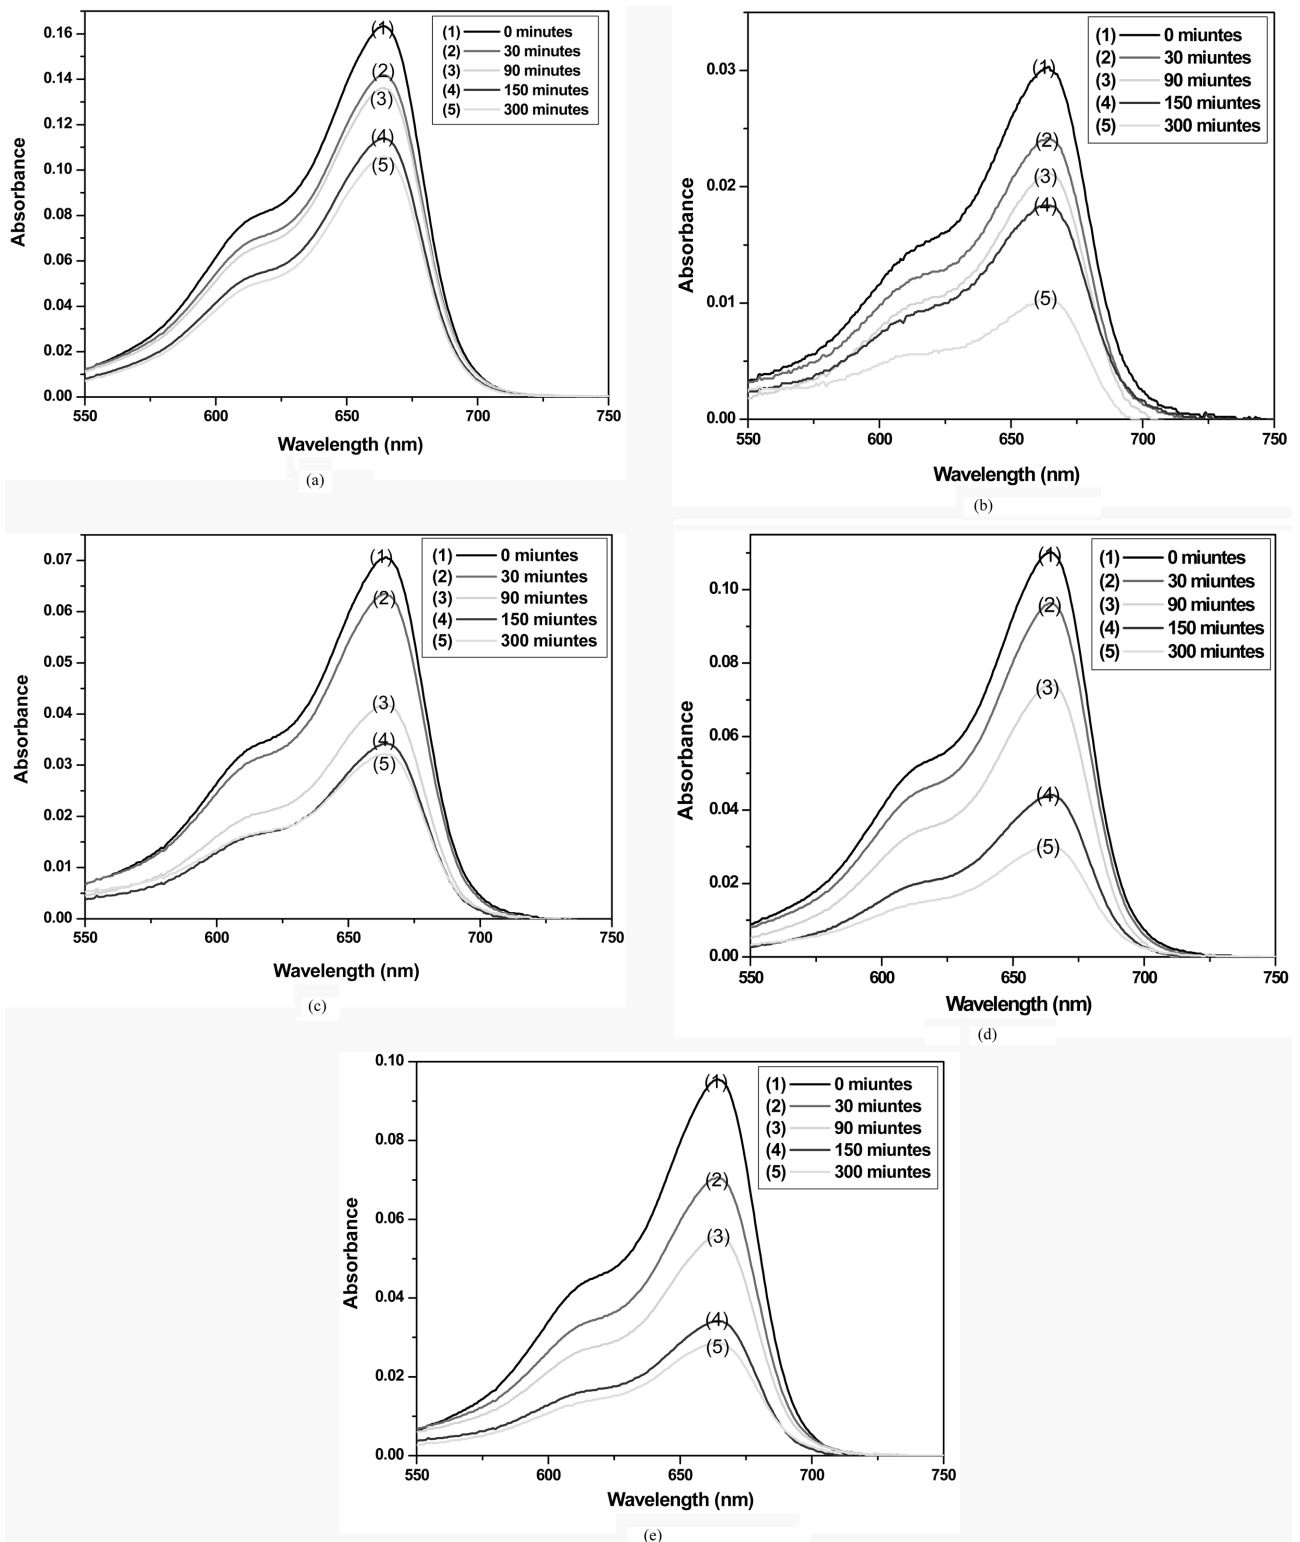 (1) 0 minutes
(2) 30 minutes
(3) 90 minutes
(4) 150 minutes
(5) 300 minutes
(1)
(2)
(3)
(4)
(5)
0.16
0.14
0.12
0.10
0.08
0.06
0.04
0.02
0.00
Absorbance
550 600 650 700 750
Wavelength (nm)
(a)
(1) 0 miuntes
(2) 30 miuntes
(3) 90 miuntes
(4) 150 miuntes
(5) 300 miuntes
(1)
(2)
(3)
(4)
(5)
0.03
0.02
0.01
0.00
Absorbance
550 600 650 700 750
Wavelength (nm)
(b)
(1) 0 miuntes
(2) 30 miuntes
(3) 90 miuntes
(4) 150 miuntes
(5) 300 miuntes
(1)
(2)
(3)
(4)
(5)
0.07
0.06
0.05
0.04
0.03
0.02
0.01
0.00
Absorbance
550 600 650 700 750
Wavelength (nm)
(c)
(1) 0 miuntes
(2) 30 miuntes
(3) 90 miuntes
(4) 150 miuntes
(5) 300 miuntes
(1)
(2)
(3)
(4)
(5)
0.10
0.08
0.06
0.04
0.02
0.00
Absorbance
550 600 650 700 750
Wavelength (nm)
(d)
(1) 0 miuntes
(2) 30 miuntes
(3) 90 miuntes
(4) 150 miuntes
(5) 300 miuntes
(1)
(2)
(3)
(4)
(5)
0.10
0.08
0.06
0.04
0.02
0.00
Absorbance
550 600 650 700 750
Wavelength (nm)
(e)